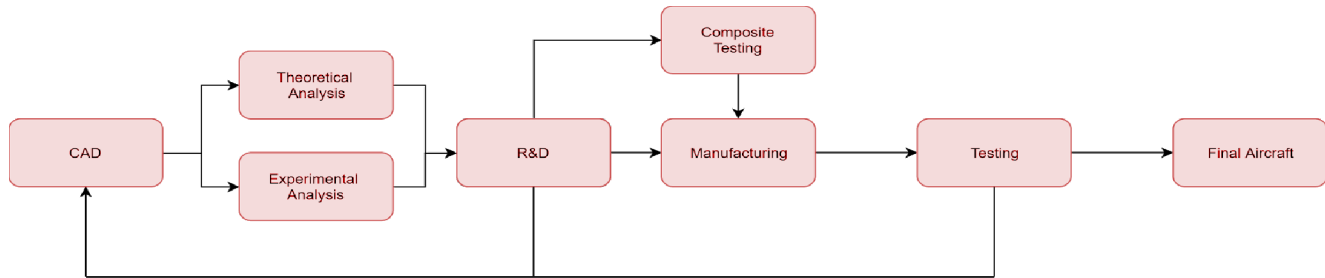 CAD
Theoretical
Analysis
Experimental
Analysis
R&D
Composite
Testing
Manufacturing
Testing
Final Aircraft